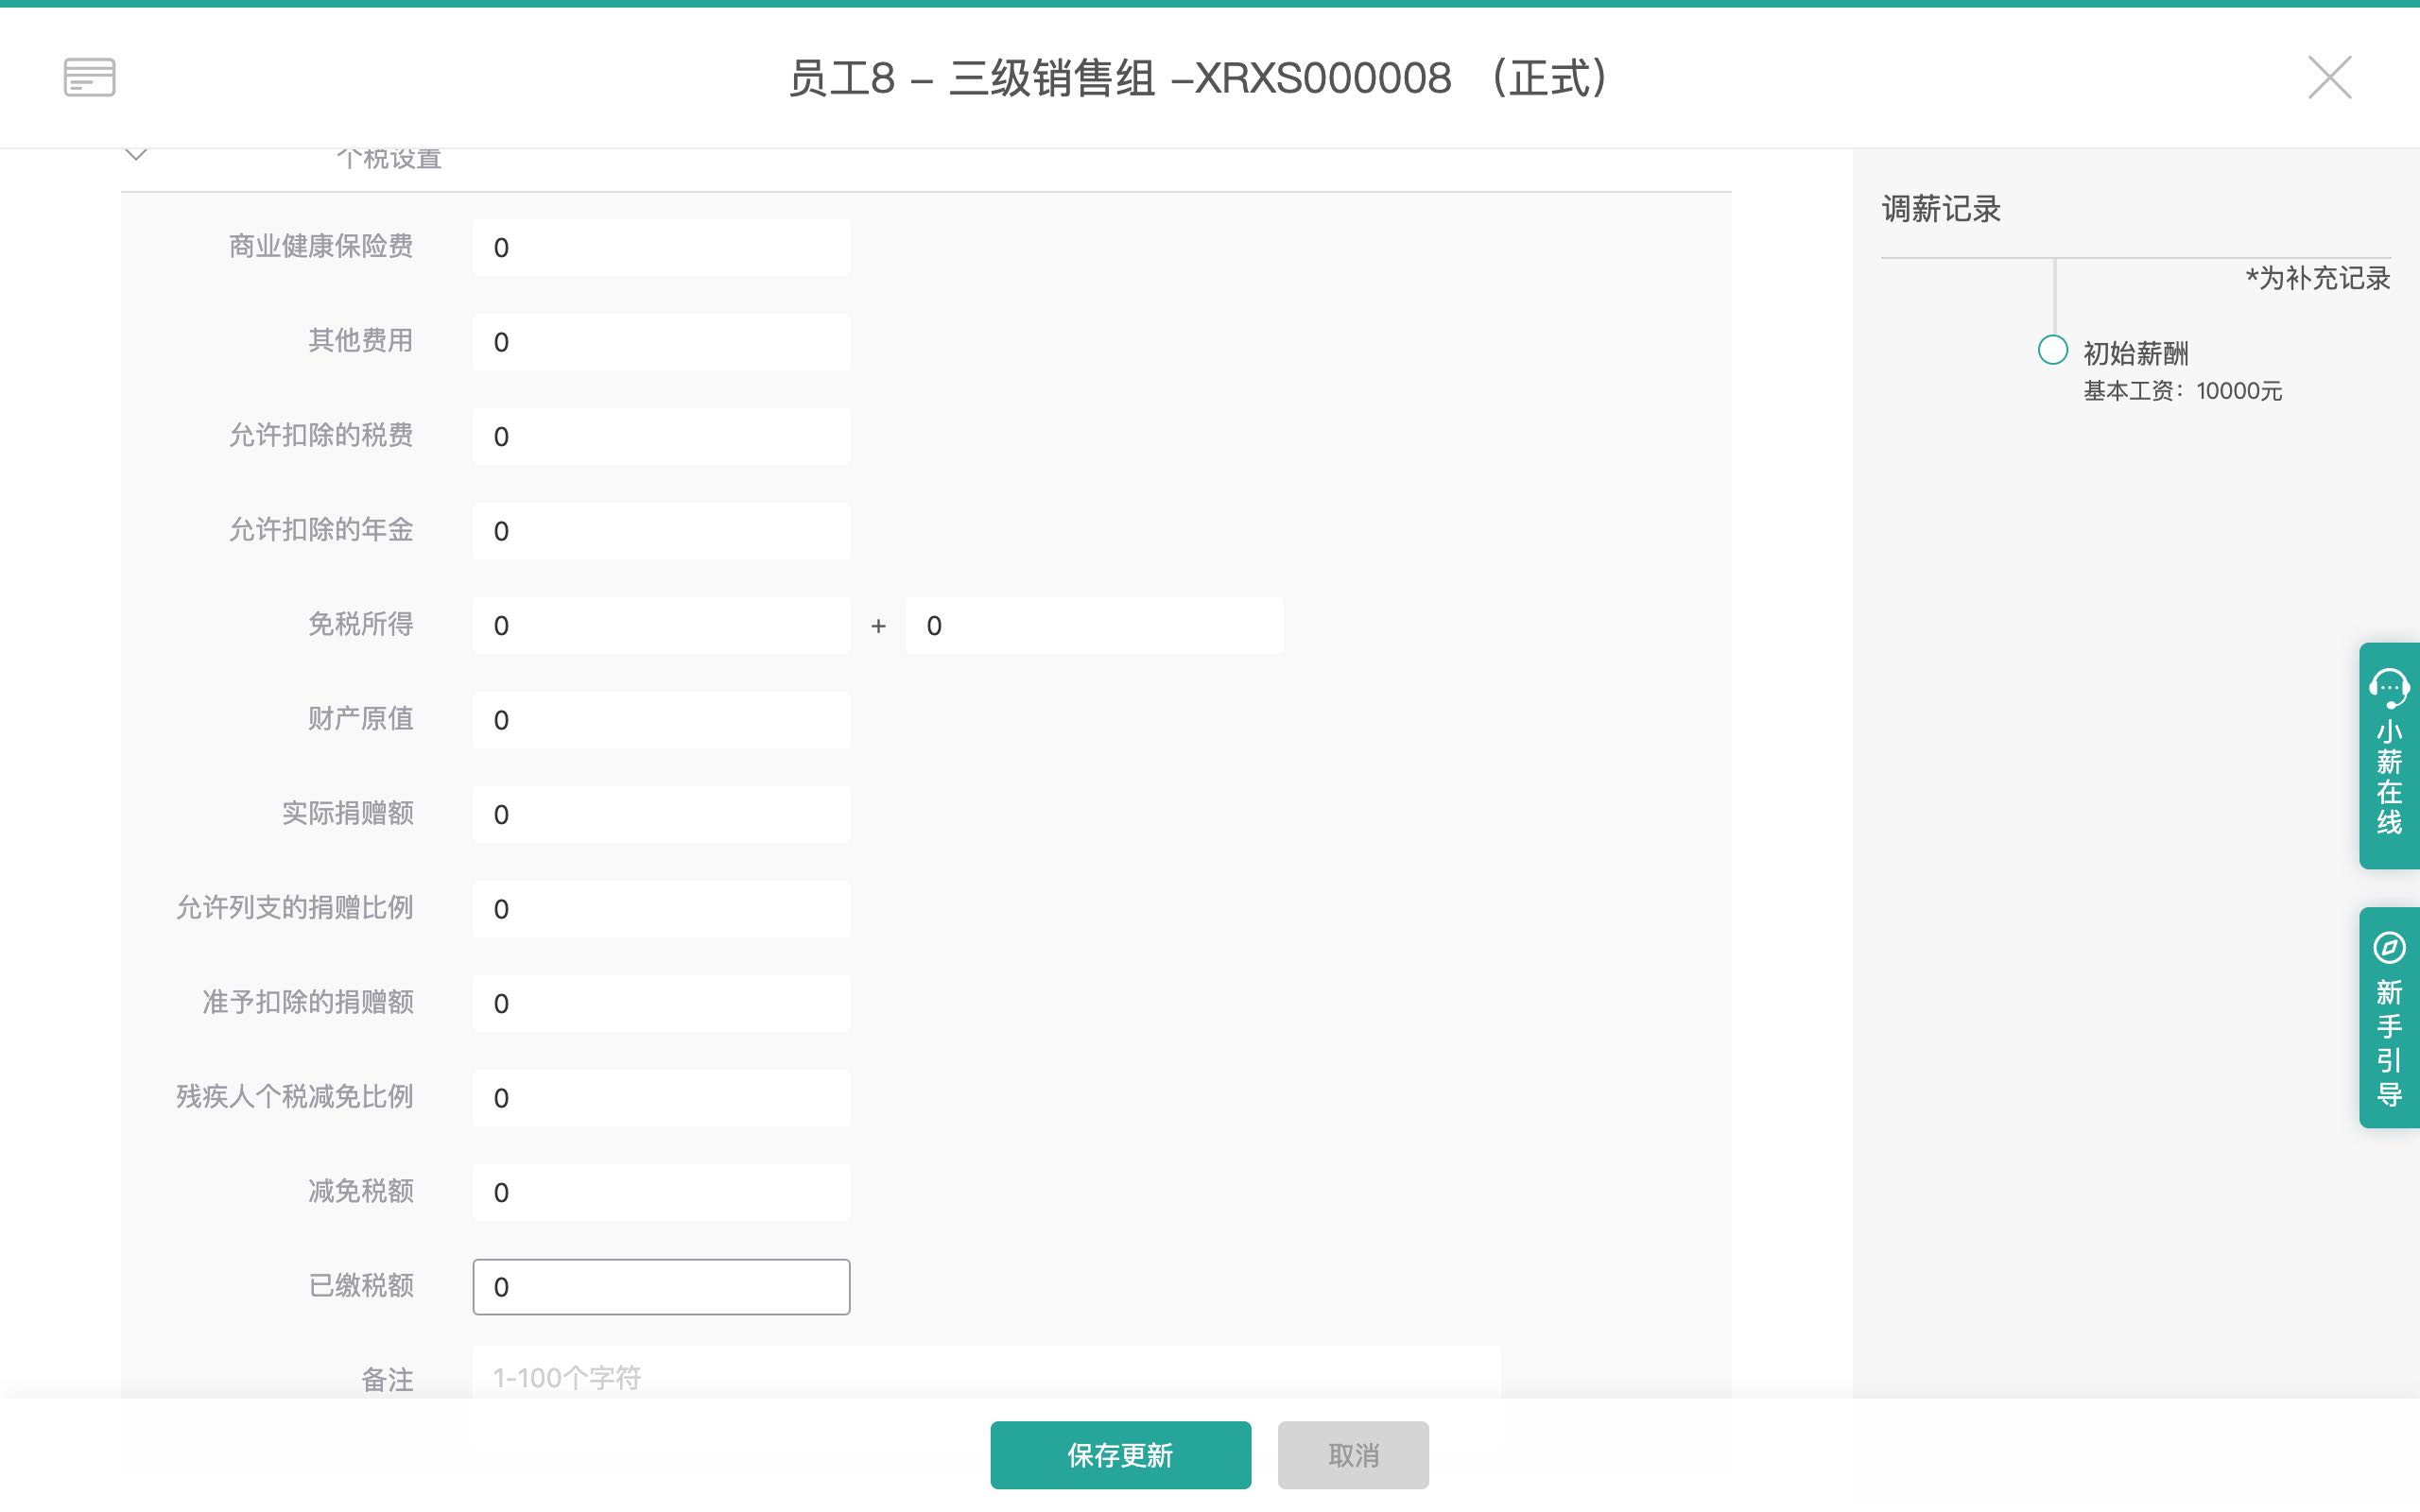 员工8 – 三级销售组 –XRXS000008 （正式）
个税设置
商业健康保险费 0
其他费用 0
允许扣除的税费 0
允许扣除的年金 0
免税所得 0 + 0
财产原值 0
实际捐赠额 0
允许列支的捐赠比例 0
准予扣除的捐赠额 0
残疾人个税减免比例 0
减免税额 0
已缴税额 0
备注 1-100个字符
保存更新 取消
调薪记录
*为补充记录
初始薪酬
基本工资：10000元
小薪在线
新手引导